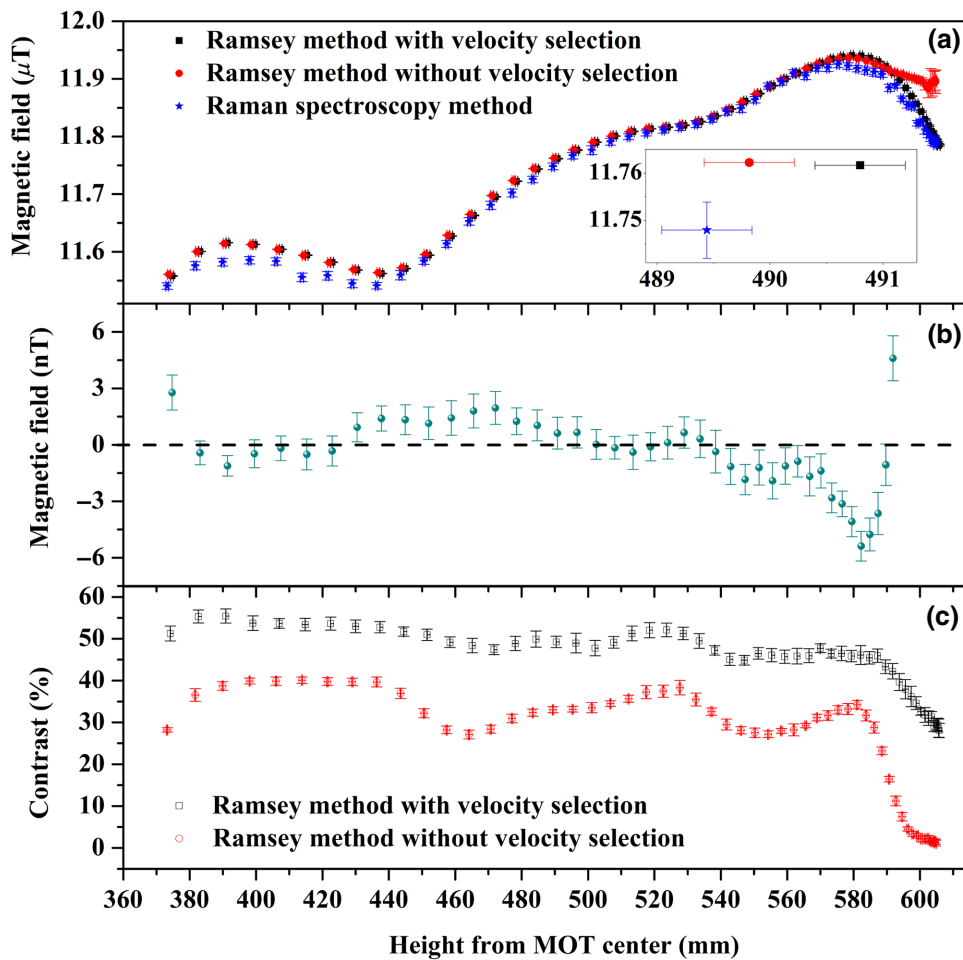 (a)
Magnetic field (μT)
12.0
11.9
11.8
11.7
11.6
Ramsey method with velocity selection
Ramsey method without velocity selection
Raman spectroscopy method
11.76
11.75
489 490 491
(b)
Magnetic field (nT)
6
3
0
−3
−6
(c)
Contrast (%)
60
50
40
30
20
10
0
Ramsey method with velocity selection
Ramsey method without velocity selection
360 380 400 420 440 460 480 500 520 540 560 580 600
Height from MOT center (mm)